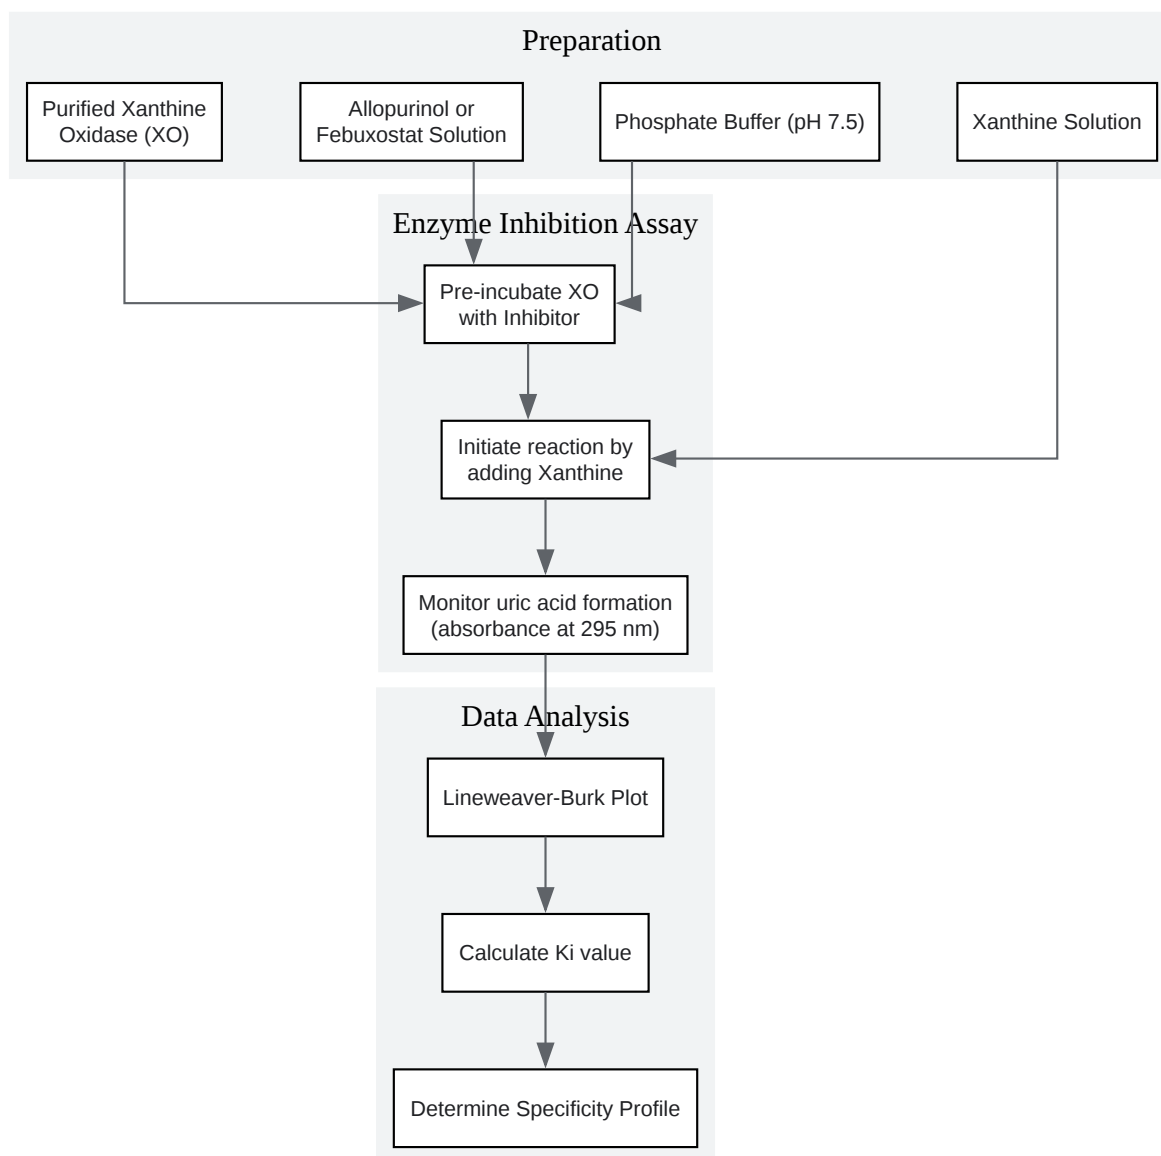 Preparation
Purified Xanthine
Oxidase (XO)
Allopurinol or
Febuxostat Solution
Phosphate Buffer (pH 7.5)
Xanthine Solution
Enzyme Inhibition Assay
Pre-incubate XO
with Inhibitor
Initiate reaction by
adding Xanthine
Monitor uric acid formation
(absorbance at 295 nm)
Data Analysis
Lineweaver-Burk Plot
Calculate Ki value
Determine Specificity Profile